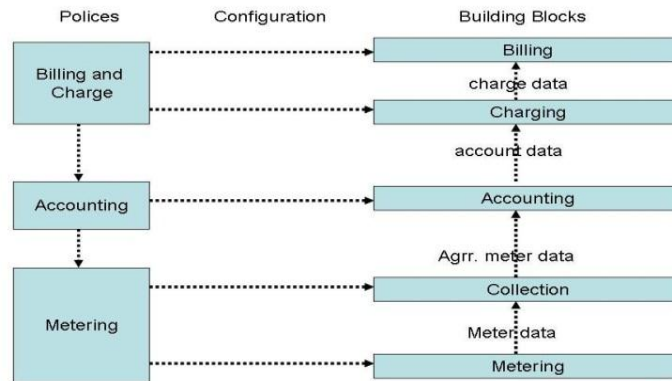 Polices Configuration Building Blocks
Billing and
Charge
Billing
charge data
Charging
account data
Accounting
Accounting
Agrr. meter data
Metering
Collection
Meter data
Metering